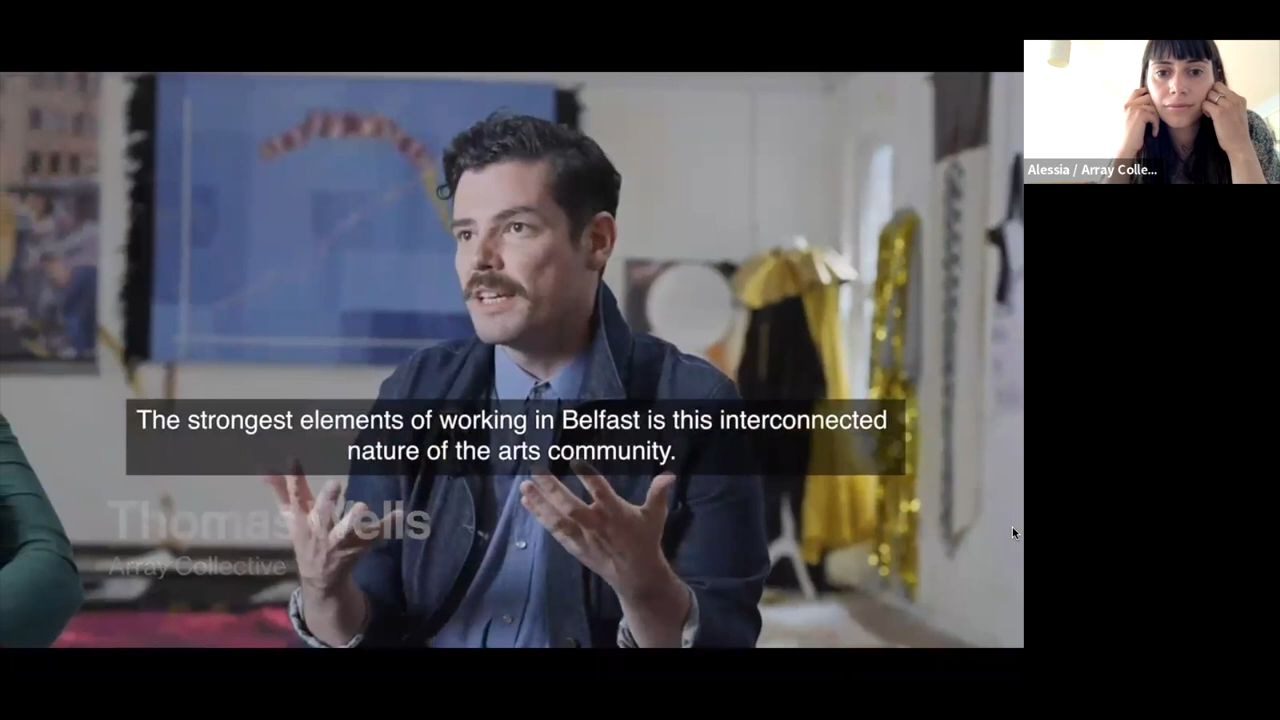 Alessia / Array Colle...
The strongest elements of working in Belfast is this interconnected
nature of the arts community.
Thomas Wells
Array Collective